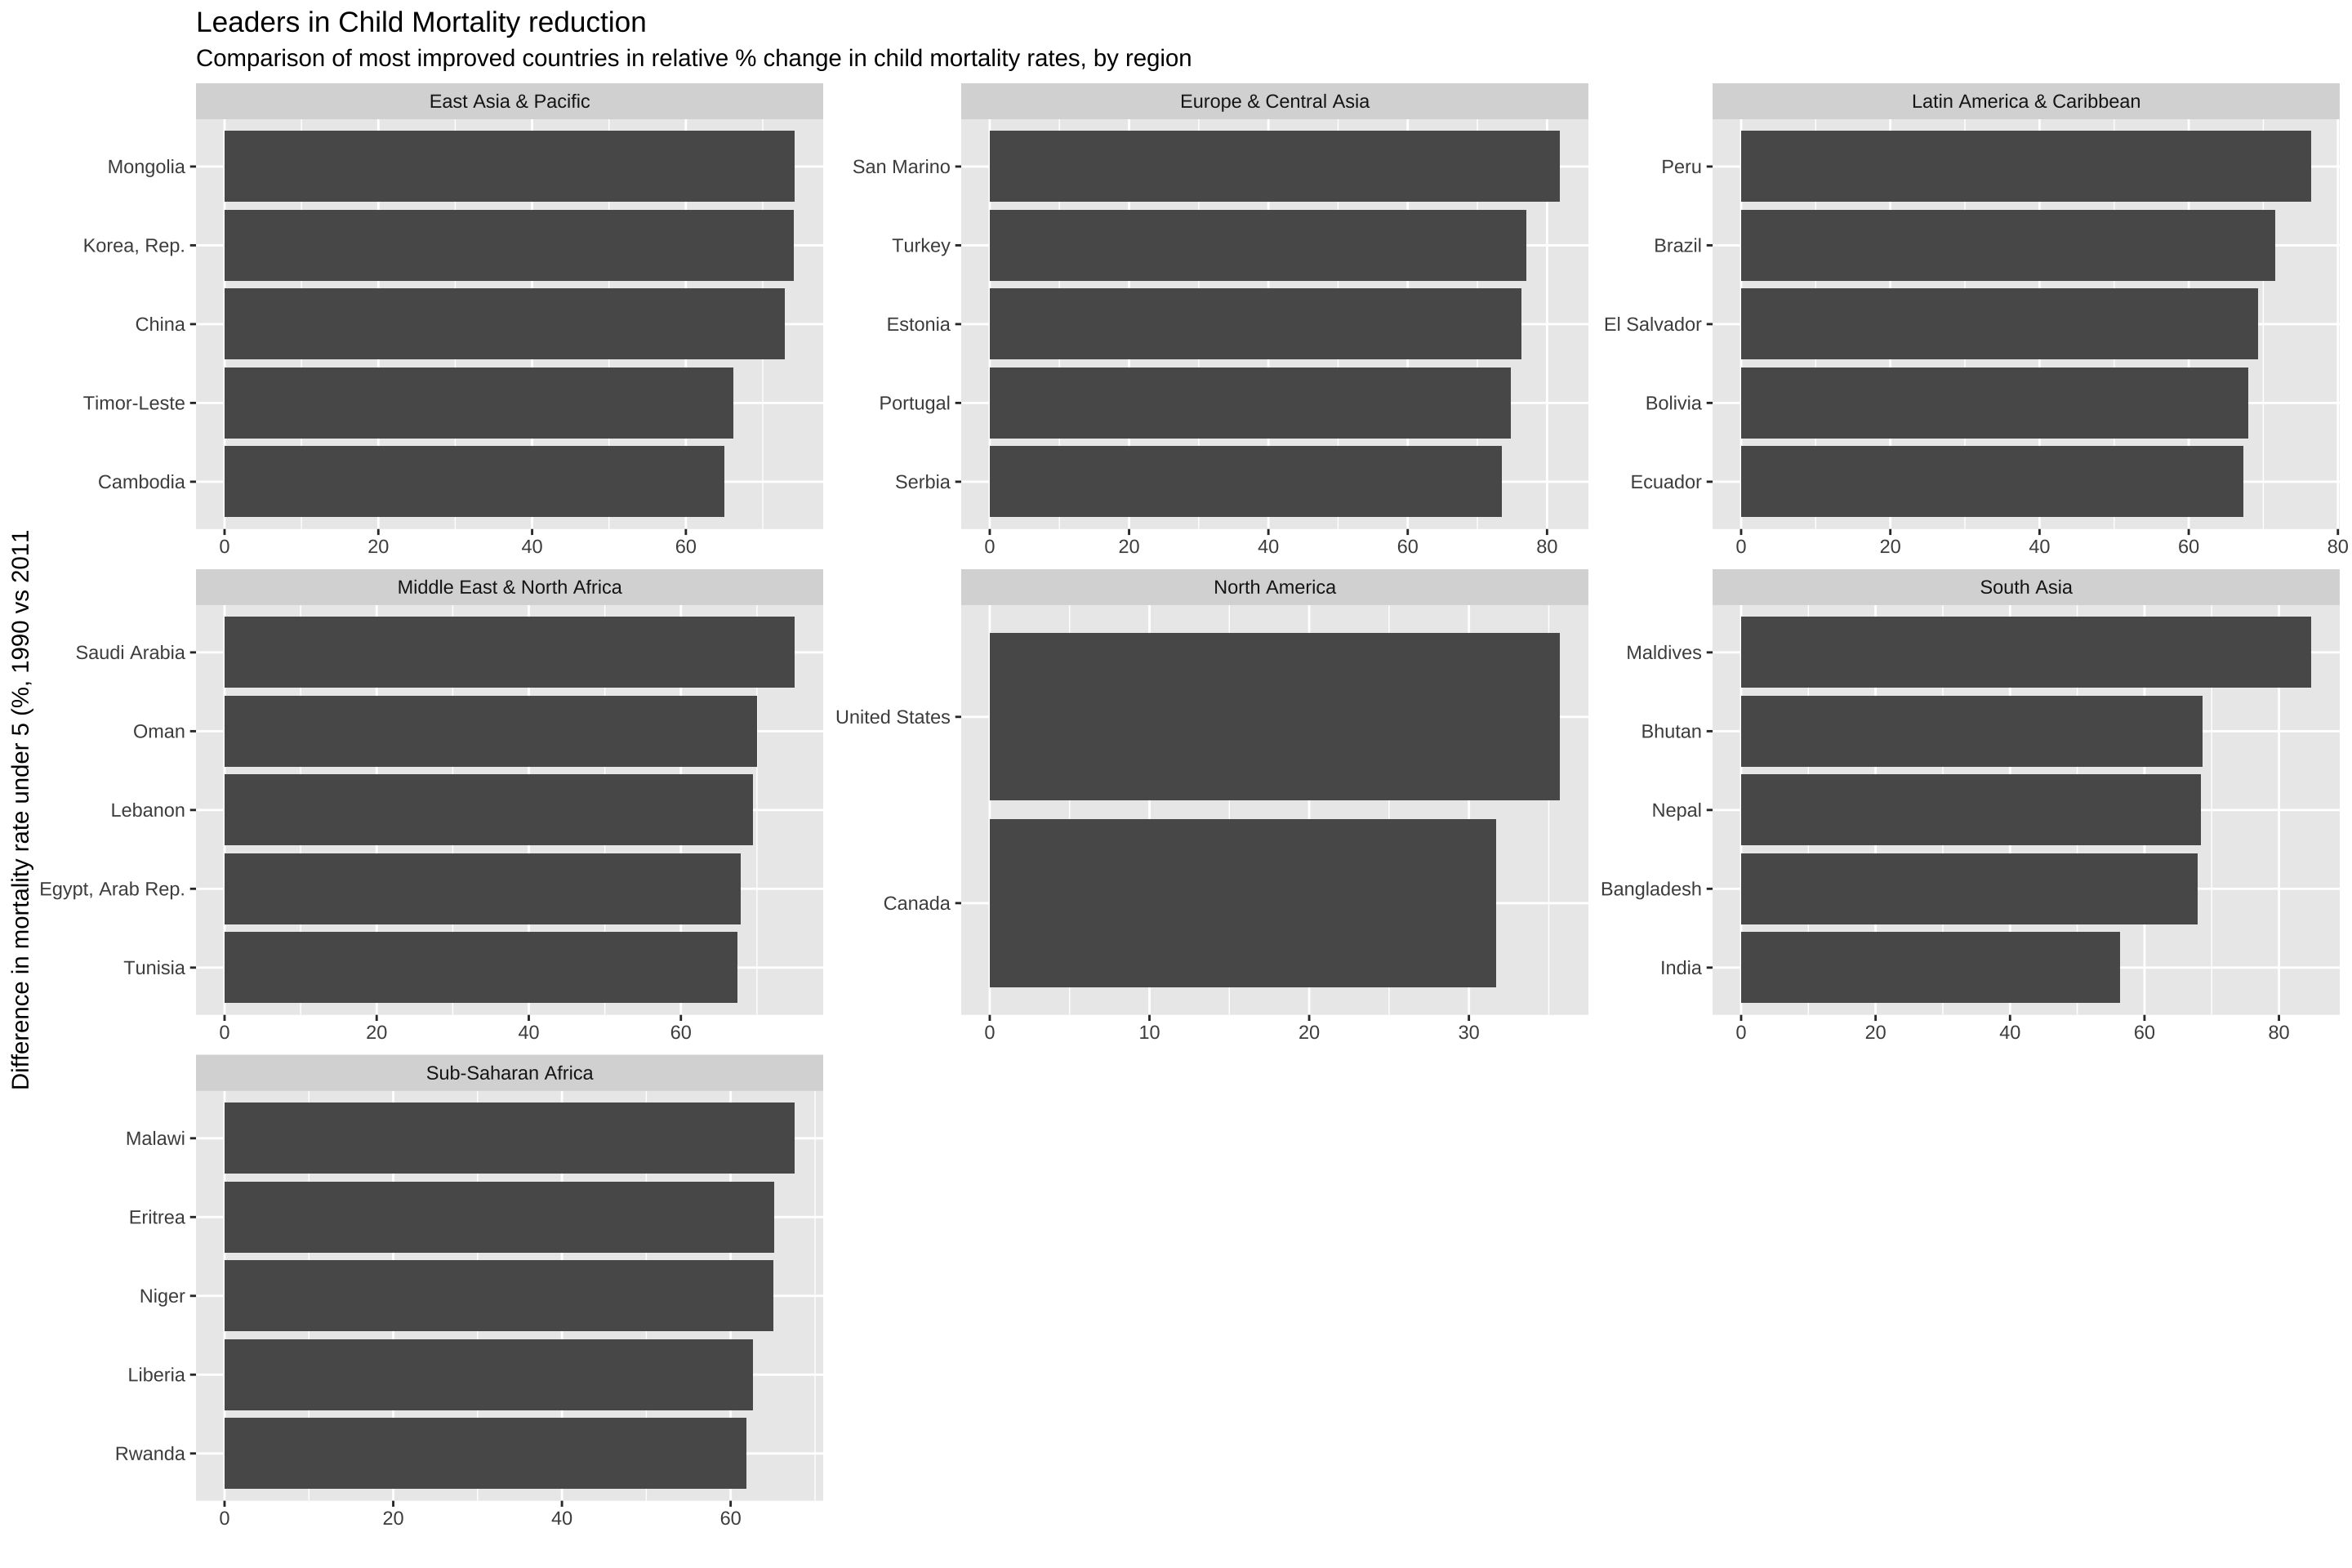 Leaders in Child Mortality reduction
Comparison of most improved countries in relative % change in child mortality rates, by region
Difference in mortality rate under 5 (%, 1990 vs 2011
East Asia & Pacific
Mongolia
Korea, Rep.
China
Timor-Leste
Cambodia
0 20 40 60
Europe & Central Asia
San Marino
Turkey
Estonia
Portugal
Serbia
0 20 40 60 80
Latin America & Caribbean
Peru
Brazil
El Salvador
Bolivia
Ecuador
0 20 40 60 80
Middle East & North Africa
Saudi Arabia
Oman
Lebanon
Egypt, Arab Rep.
Tunisia
0 20 40 60
North America
United States
Canada
0 10 20 30
South Asia
Maldives
Bhutan
Nepal
Bangladesh
India
0 20 40 60 80
Sub-Saharan Africa
Malawi
Eritrea
Niger
Liberia
Rwanda
0 20 40 60